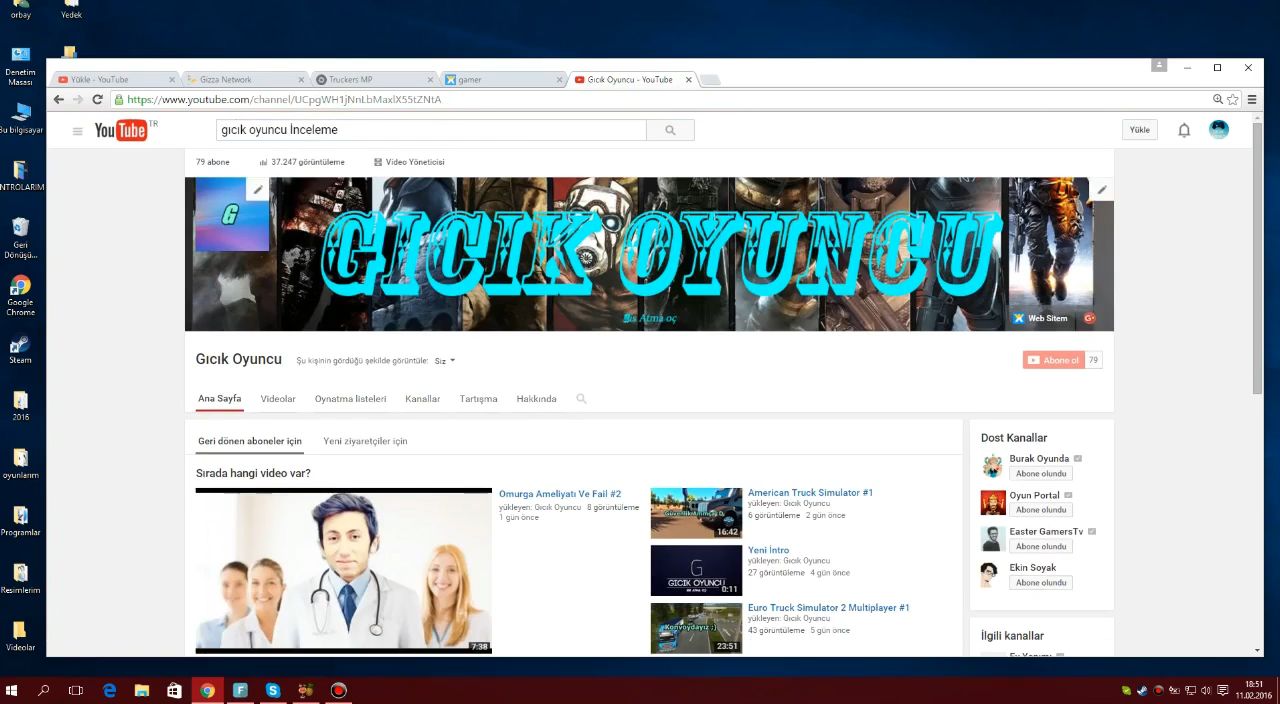 orbay
Yedek
Denetim
Masası
Bu bilgisayar
NTROLARIM
Geri
Dönüşü...
Google
Chrome
Steam
2016
oyunlarım
Programlar
Resimlerim
Videolar
Yükle - YouTube
Gizza Network
Truckers MP
gamer
Gıcık Oyuncu - YouTube
https://www.youtube.com/channel/UCpgWH1jNnLbMaxlX55tZNtA
YouTube TR
gıcık oyuncu İnceleme
Yükle
79 abone
37.247 görüntüleme
Video Yöneticisi
G
GICIK OYUNCU
Dıs Atma oç
Web Sitem
G+
Gıcık Oyuncu
Şu kişinin gördüğü şekilde görüntüle: Siz
Abone ol 79
Ana Sayfa
Videolar
Oynatma listeleri
Kanallar
Tartışma
Hakkında
Geri dönen aboneler için
Yeni ziyaretçiler için
Sırada hangi video var?
7:38
Omurga Ameliyatı Ve Fail #2
yükleyen: Gıcık Oyuncu 8 görüntüleme
1 gün önce
16:42
American Truck Simulator #1
yükleyen: Gıcık Oyuncu
6 görüntüleme 2 gün önce
G
GICIK OYUNCU
0:11
Yeni İntro
yükleyen: Gıcık Oyuncu
27 görüntüleme 4 gün önce
Konvoydayız ;)
23:51
Euro Truck Simulator 2 Multiplayer #1
yükleyen: Gıcık Oyuncu
43 görüntüleme 5 gün önce
Dost Kanallar
Burak Oyunda
Abone olundu
Oyun Portal
Abone olundu
Easter GamersTv
Abone olundu
Ekin Soyak
Abone olundu
İlgili kanallar
18:51
11.02.2016